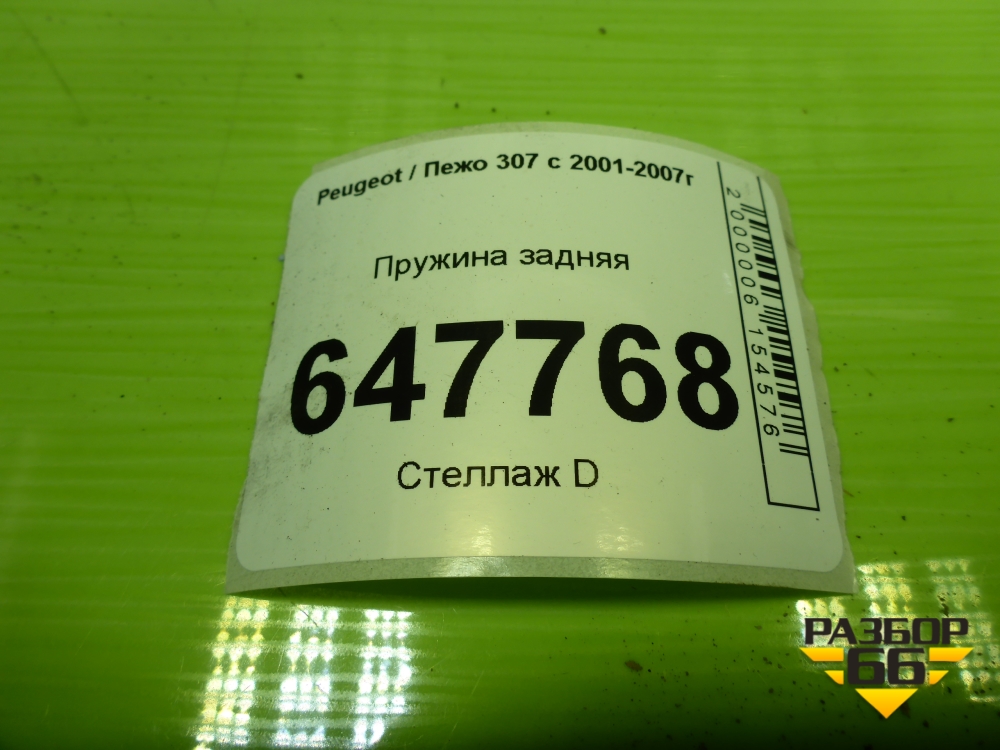 Peugeot / Пежо 307 с 2001-2007г
Пружина задняя
647768
Стеллаж D
2000006154576
РАЗБОР
66